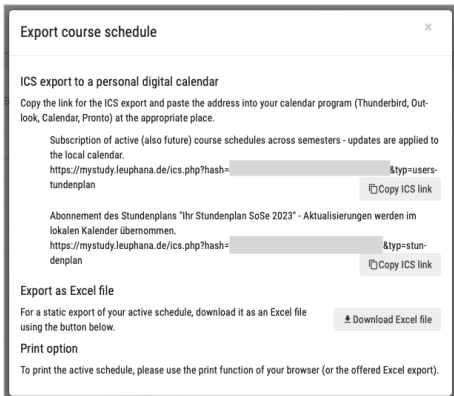 Export course schedule
×
ICS export to a personal digital calendar
Copy the link for the ICS export and paste the address into your calendar program (Thunderbird, Out-
look, Calendar, Pronto) at the appropriate place.
Subscription of active (also future) course schedules across semesters - updates are applied to
the local calendar.
https://mystudy.leuphana.de/ics.php?hash= &typ=users-
tundenplan
Copy ICS link
Abonnement des Stundenplans "Ihr Stundenplan SoSe 2023" - Aktualisierungen werden im
lokalen Kalender übernommen.
https://mystudy.leuphana.de/ics.php?hash= &typ=stun-
denplan
Copy ICS link
Export as Excel file
For a static export of your active schedule, download it as an Excel file
using the button below.
Download Excel file
Print option
To print the active schedule, please use the print function of your browser (or the offered Excel export).